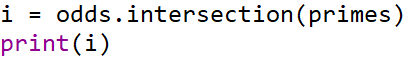 i = odds.intersection(primes)
print(i)